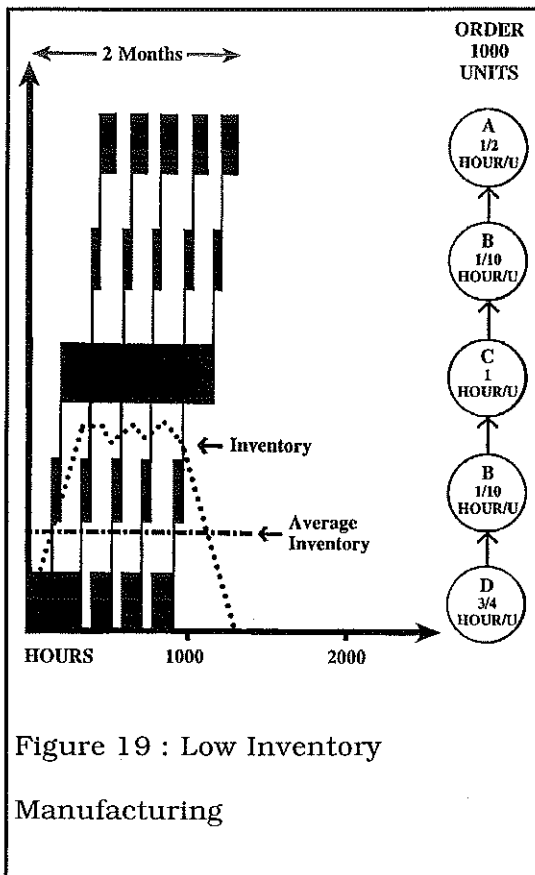 2 Months
ORDER
1000
UNITS
A
1/2
HOUR/U
B
1/10
HOUR/U
C
1
HOUR/U
B
1/10
HOUR/U
D
3/4
HOUR/U
Inventory
Average
Inventory
HOURS 1000 2000
Figure 19 : Low Inventory
Manufacturing